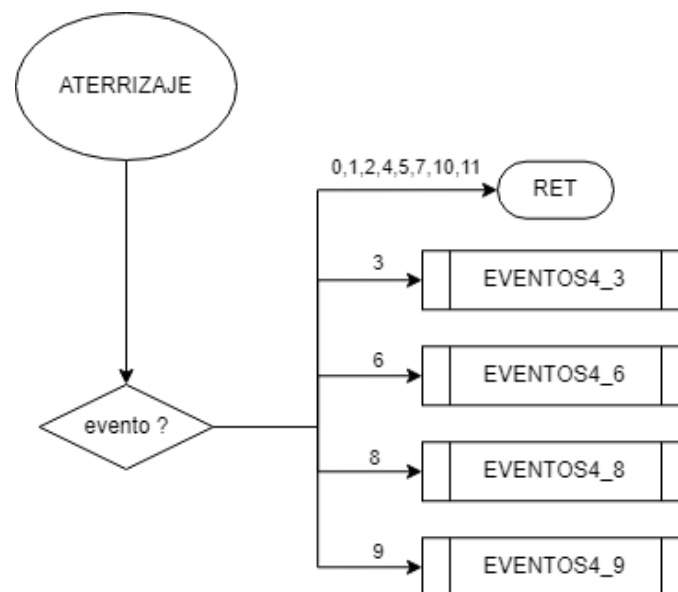 ATERRIZAJE
0,1,2,4,5,7,10,11
RET
3
EVENTOS4_3
6
EVENTOS4_6
evento ?
8
EVENTOS4_8
9
EVENTOS4_9